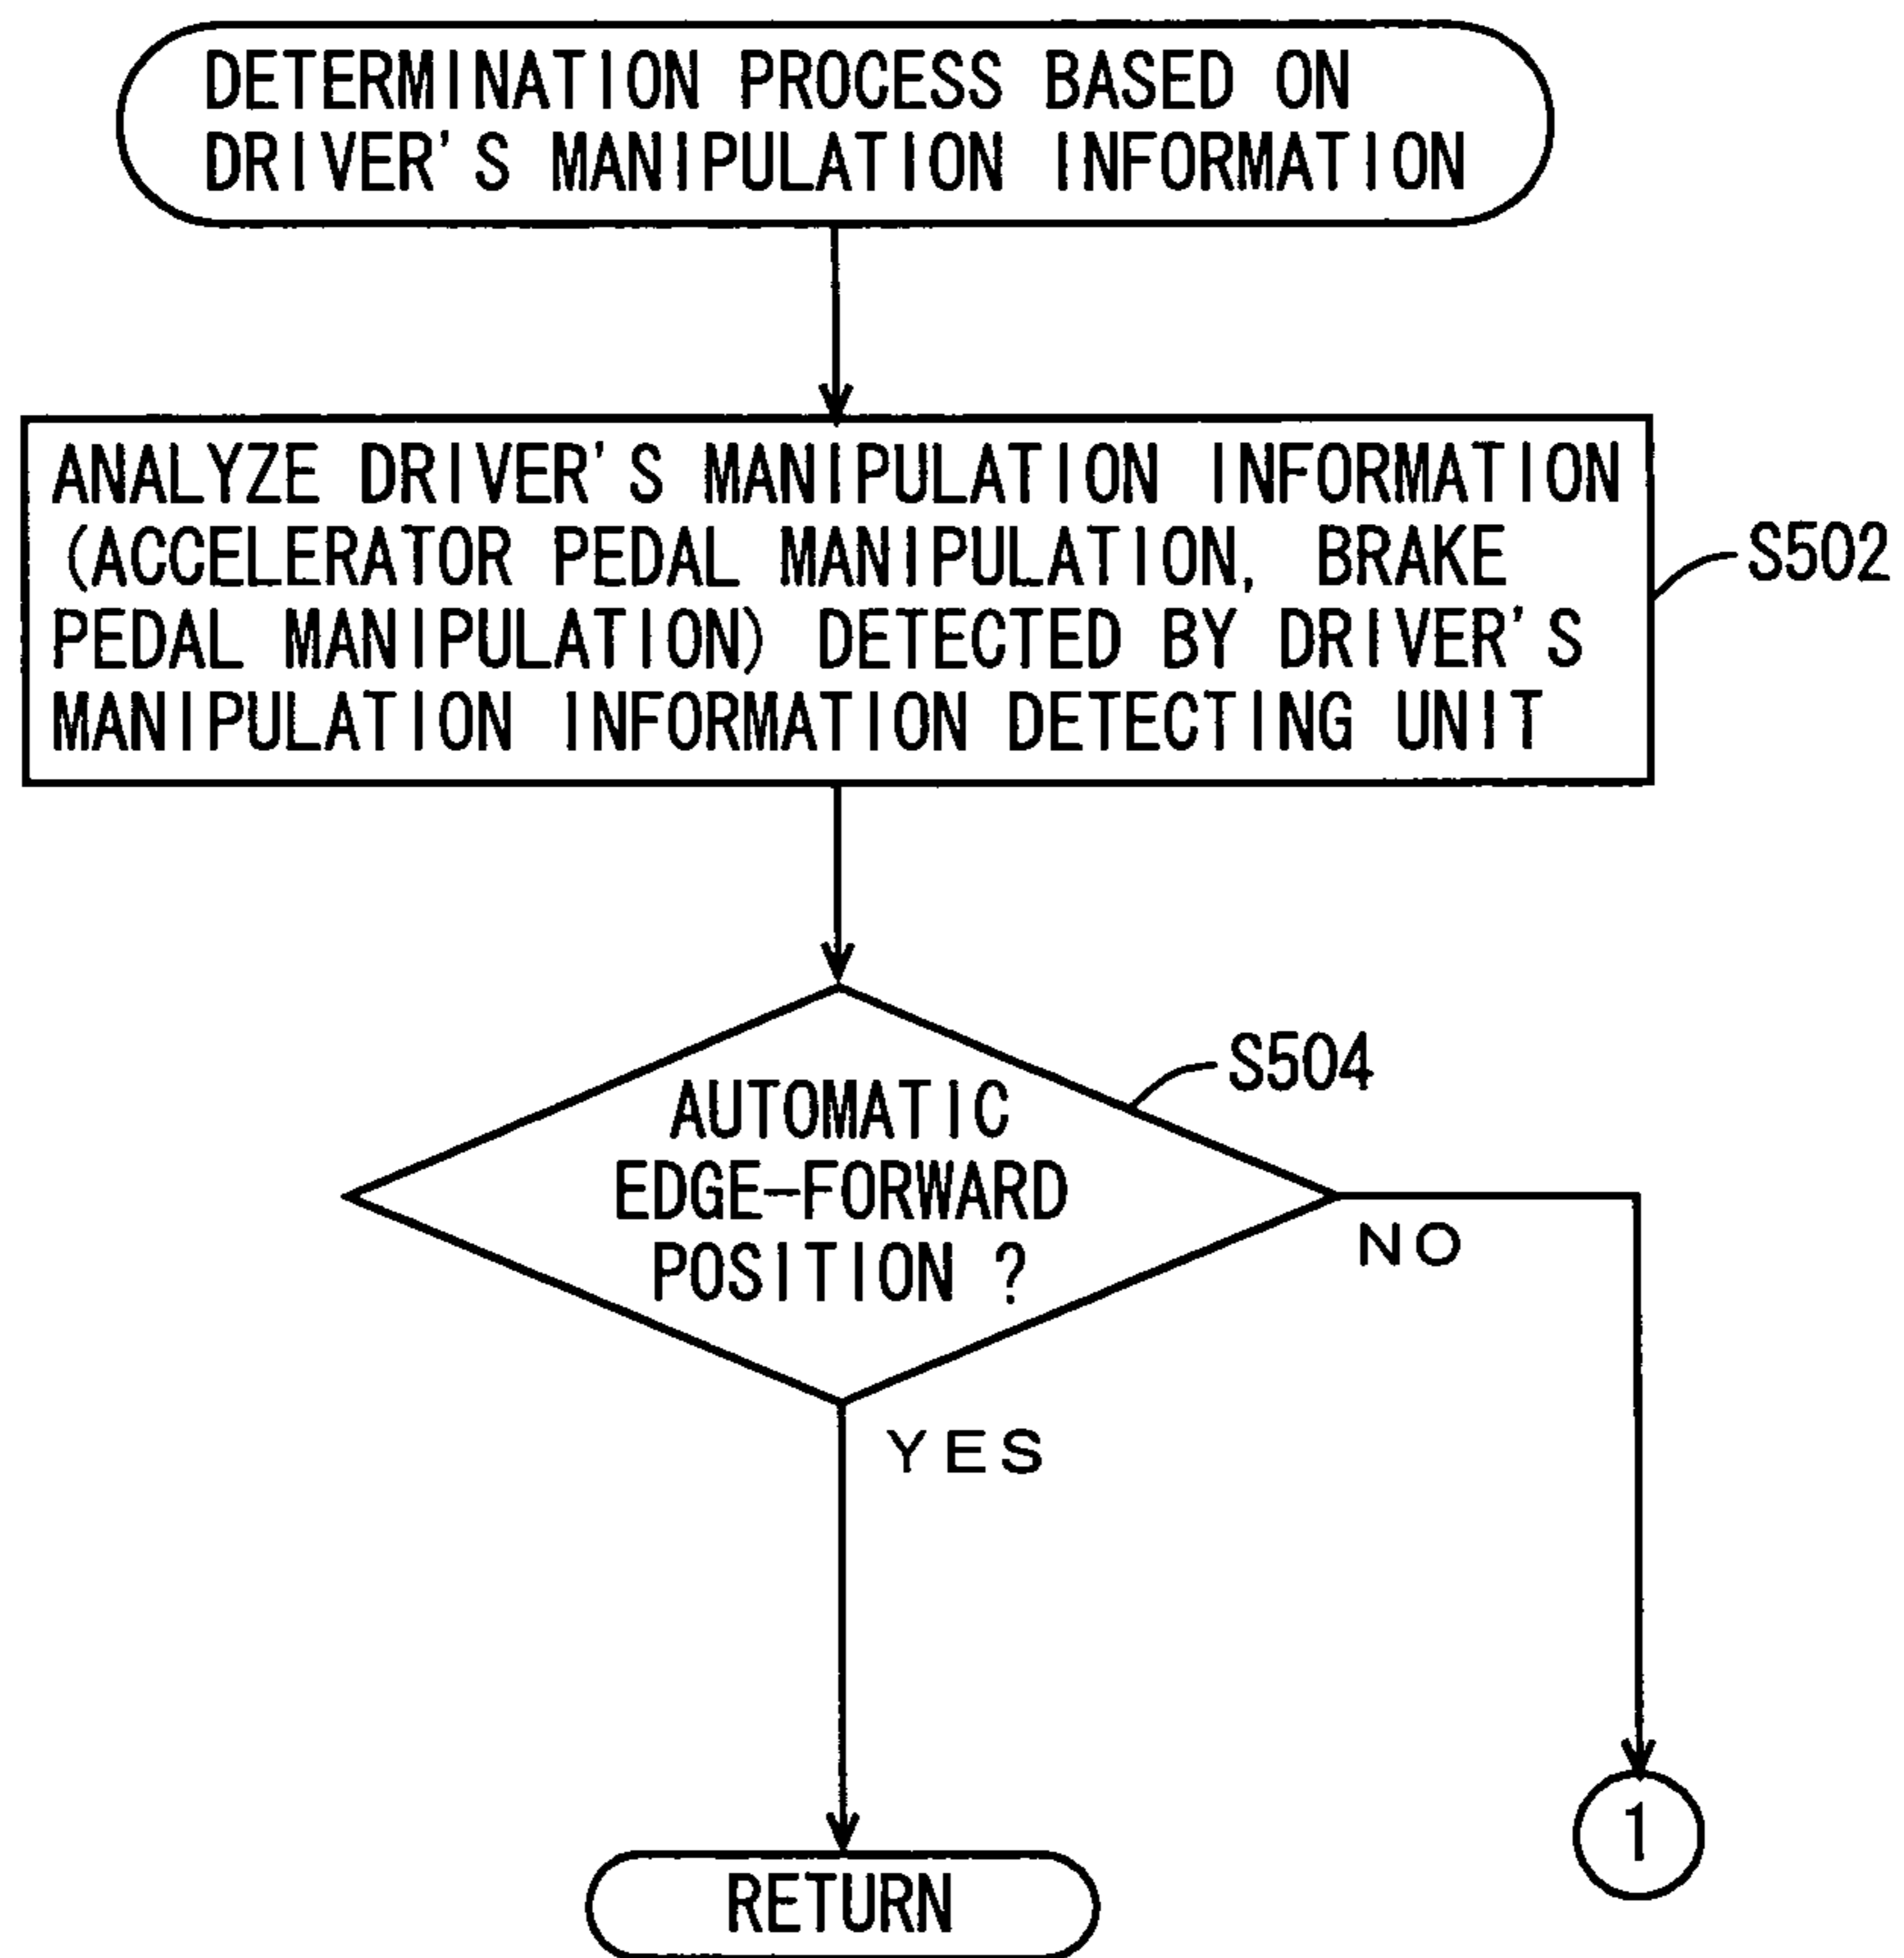 DETERMINATION PROCESS BASED ON
DRIVER'S MANIPULATION INFORMATION
ANALYZE DRIVER'S MANIPULATION INFORMATION
(ACCELERATOR PEDAL MANIPULATION, BRAKE
PEDAL MANIPULATION) DETECTED BY DRIVER'S
MANIPULATION INFORMATION DETECTING UNIT
S502
S504
AUTOMATIC
EDGE-FORWARD
POSITION ?
NO
YES
1
RETURN